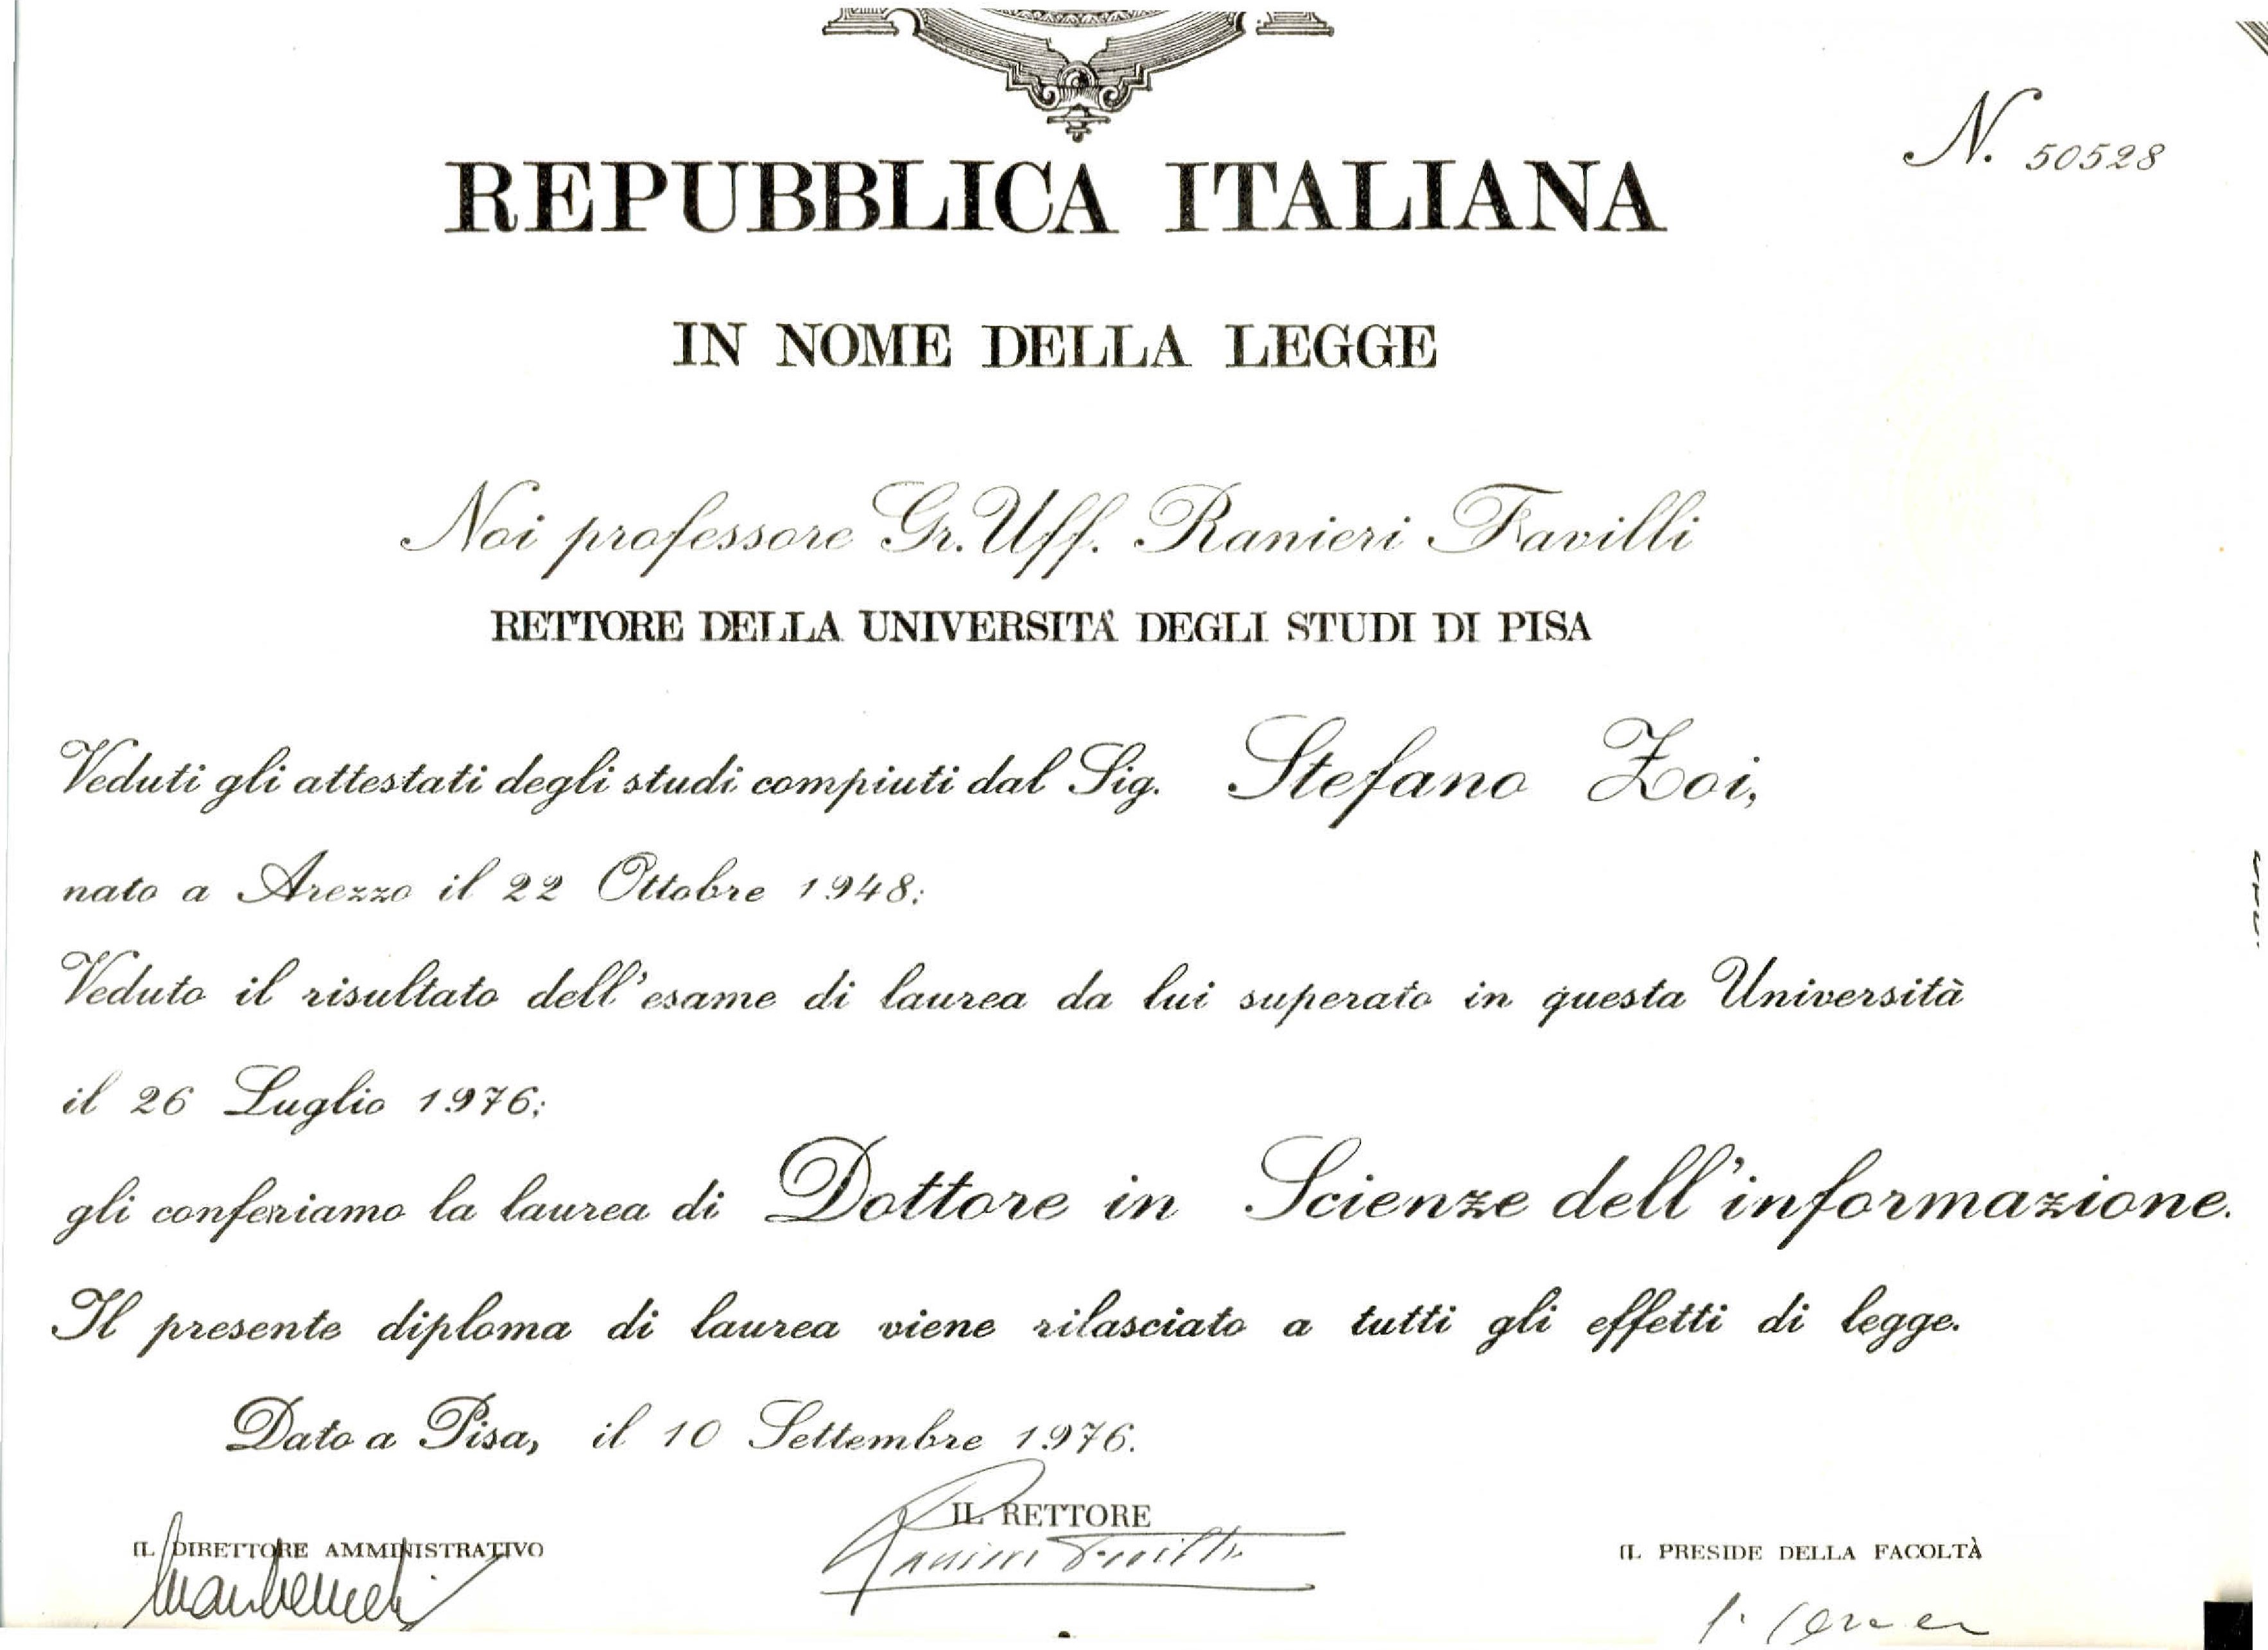 N. 50528
REPUBBLICA ITALIANA
IN NOME DELLA LEGGE
Noi professore Gr. Uff. Ranieri Favilli
RETTORE DELLA UNIVERSITÀ DEGLI STUDI DI PISA
Veduti gli attestati degli studi compiuti dal Sig. Stefano Zoi,
nato a Arezzo il 22 Ottobre 1948;
Veduto il risultato dell'esame di laurea da lui superato in questa Università
il 26 Luglio 1976;
gli conferiamo la laurea di Dottore in Scienze dell'informazione.
Il presente diploma di laurea viene rilasciato a tutti gli effetti di legge.
Dato a Pisa, il 10 Settembre 1976.
IL RETTORE
Ranieri Favilli
IL DIRETTORE AMMINISTRATIVO
IL PRESIDE DELLA FACOLTÀ